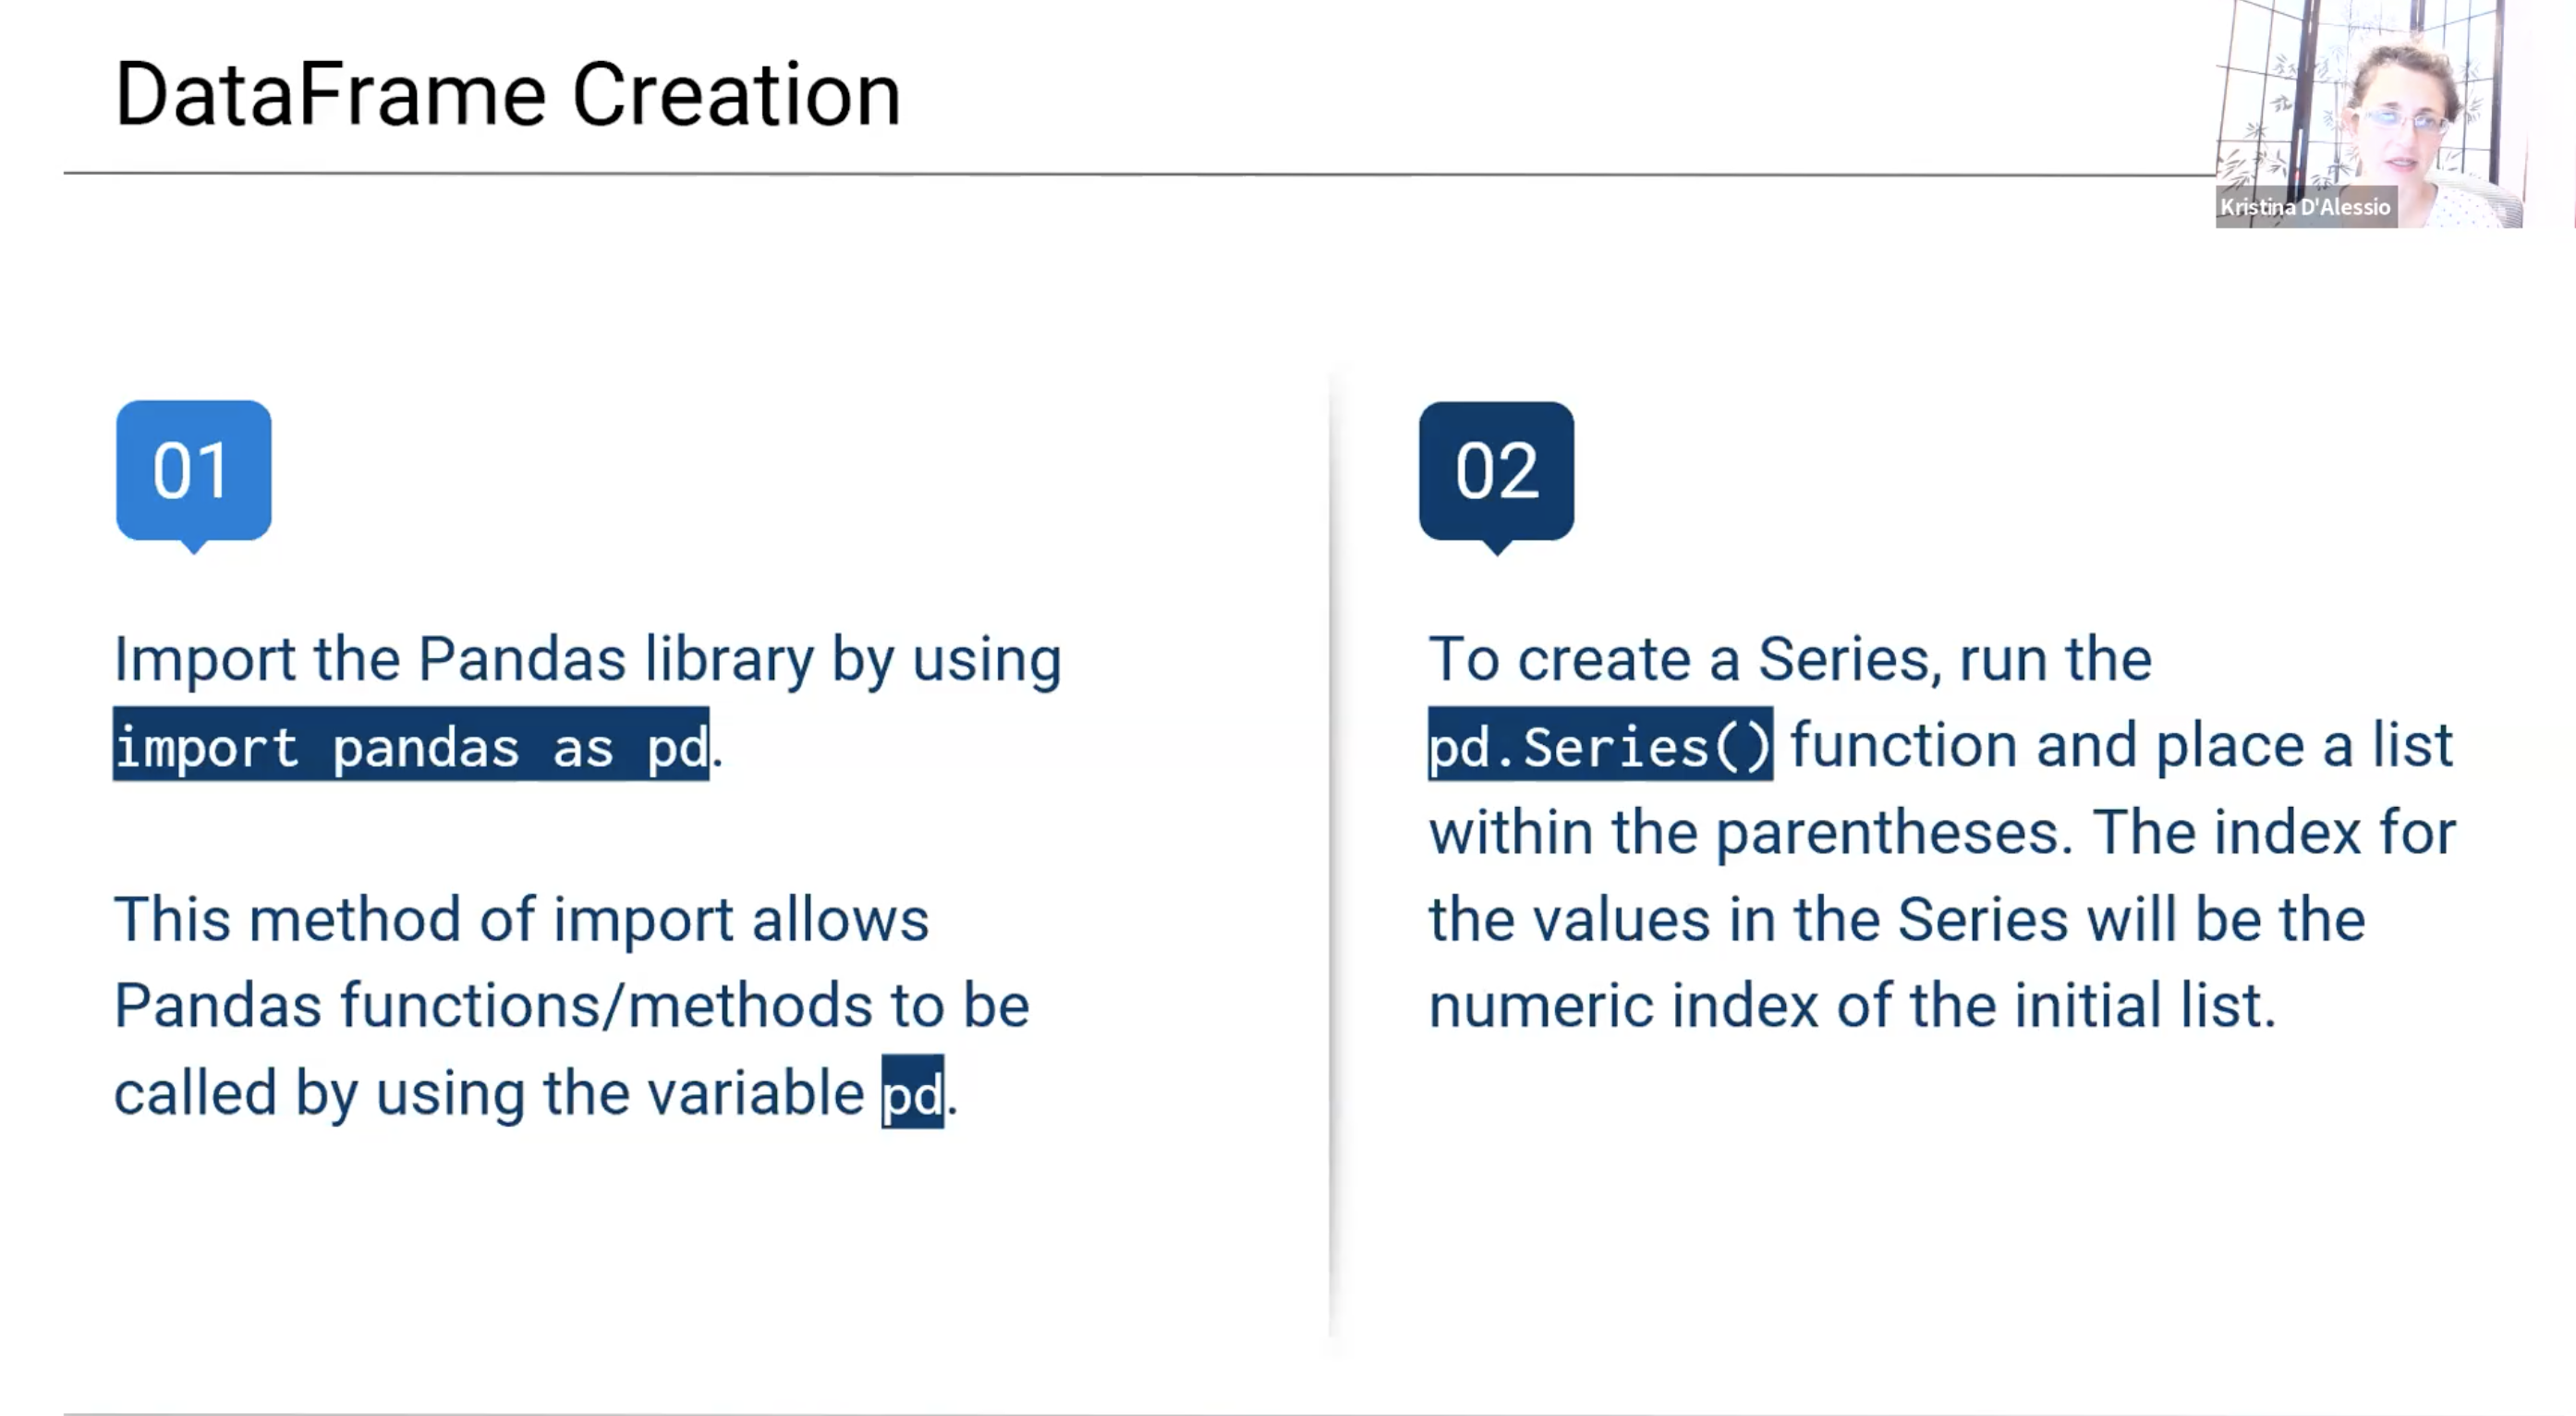 DataFrame Creation
Kristina D'Alessio
01
Import the Pandas library by using
import pandas as pd.
This method of import allows
Pandas functions/methods to be
called by using the variable pd.
02
To create a Series, run the
pd.Series() function and place a list
within the parentheses. The index for
the values in the Series will be the
numeric index of the initial list.